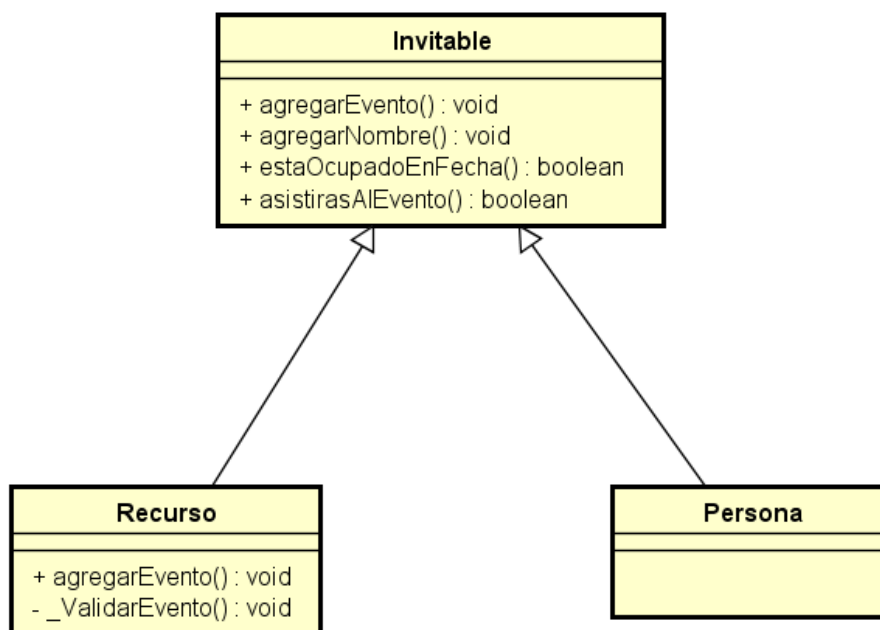 Invitable
+ agregarEvento() : void
+ agregarNombre() : void
+ estaOcupadoEnFecha() : boolean
+ asistirasAlEvento() : boolean
Recurso
+ agregarEvento() : void
- _ValidarEvento() : void
Persona